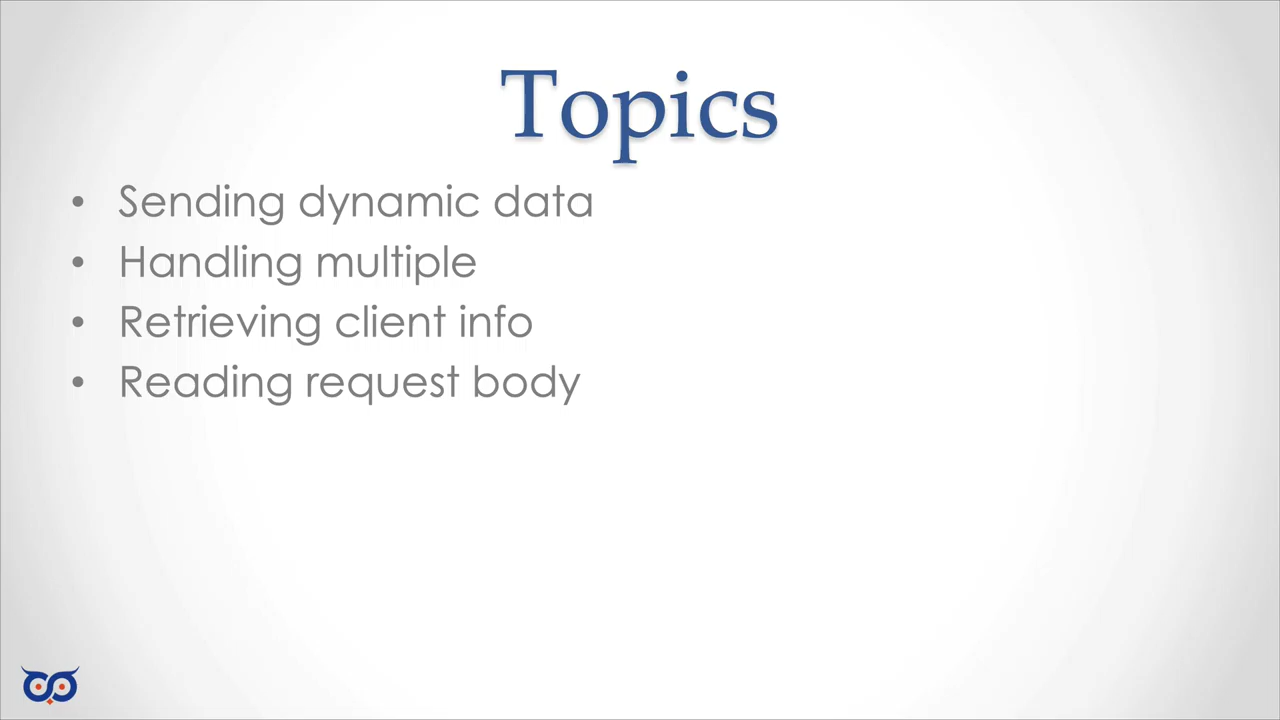 Topics
• Sending dynamic data
• Handling multiple
• Retrieving client info
• Reading request body